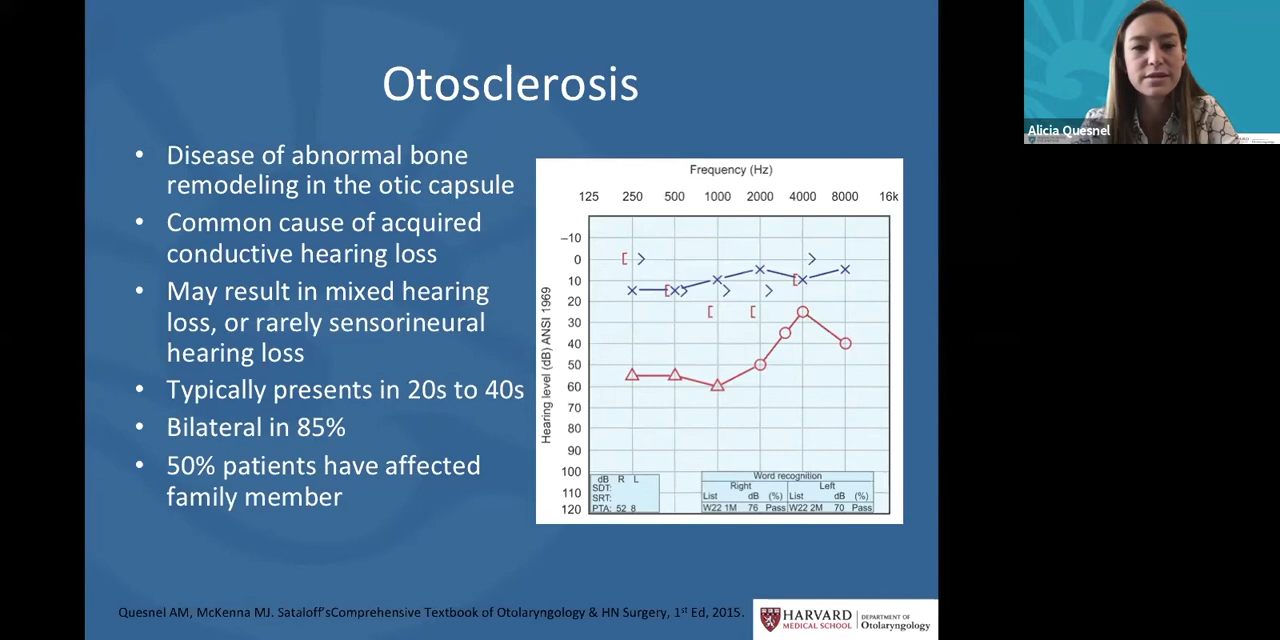 Otosclerosis
• Disease of abnormal bone
remodeling in the otic capsule
• Common cause of acquired
conductive hearing loss
• May result in mixed hearing
loss, or rarely sensorineural
hearing loss
• Typically presents in 20s to 40s
• Bilateral in 85%
• 50% patients have affected
family member
Frequency (Hz)
125 250 500 1000 2000 4000 8000 16k
Hearing level (dB) ANSI 1969
–10
0
10
20
30
40
50
60
70
80
90
100
110
120
dB R L
SDT:
SRT:
PTA: 52 8
Word recognition
Right Left
List dB (%) List dB (%)
W22 1M 76 Pass W22 2M 70 Pass
Quesnel AM, McKenna MJ. Sataloff'sComprehensive Textbook of Otolaryngology & HN Surgery, 1st Ed, 2015.
HARVARD
MEDICAL SCHOOL
DEPARTMENT OF
Otolaryngology
Alicia Quesnel